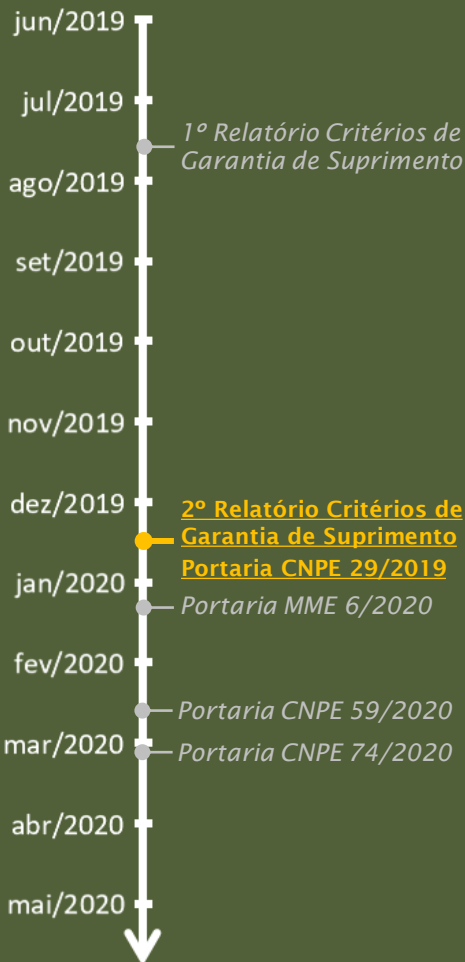 jun/2019
jul/2019
1º Relatório Critérios de
Garantia de Suprimento
ago/2019
set/2019
out/2019
nov/2019
dez/2019
2º Relatório Critérios de
Garantia de Suprimento
Portaria CNPE 29/2019
jan/2020
Portaria MME 6/2020
fev/2020
Portaria CNPE 59/2020
mar/2020
Portaria CNPE 74/2020
abr/2020
mai/2020